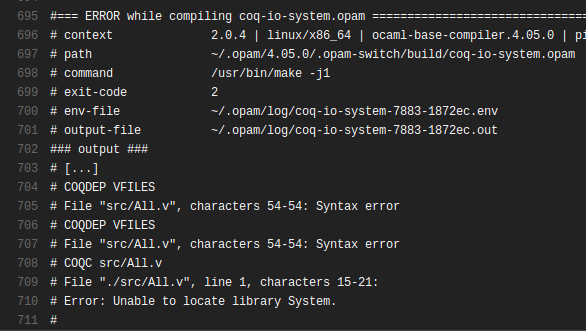 695 #=== ERROR while compiling coq-io-system.opam ================================
696 # context 2.0.4 | linux/x86_64 | ocaml-base-compiler.4.05.0 |
697 # path ~/.opam/4.05.0/.opam-switch/build/coq-io-system.opam
698 # command /usr/bin/make -j1
699 # exit-code 2
700 # env-file ~/.opam/log/coq-io-system-7883-1872ec.env
701 # output-file ~/.opam/log/coq-io-system-7883-1872ec.out
702 ### output ###
703 # [...]
704 # COQDEP VFILES
705 # File "src/All.v", characters 54-54: Syntax error
706 # COQDEP VFILES
707 # File "src/All.v", characters 54-54: Syntax error
708 # COQC src/All.v
709 # File "./src/All.v", line 1, characters 15-21:
710 # Error: Unable to locate library System.
711 #